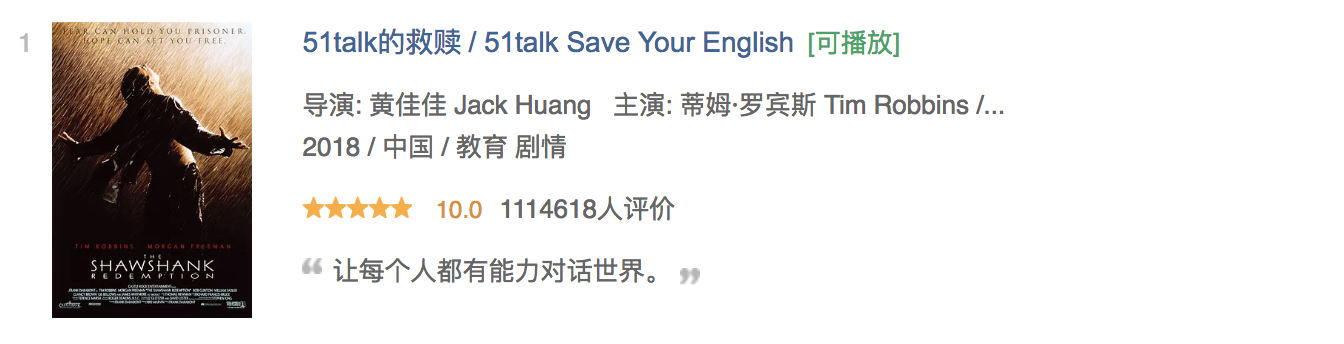 1
FEAR CAN HOLD YOU PRISONER.
HOPE CAN SET YOU FREE.
TIM ROBBINS MORGAN FREEMAN
THE
SHAWSHANK
REDEMPTION
51talk的救赎 / 51talk Save Your English [可播放]
导演: 黄佳佳 Jack Huang 主演: 蒂姆·罗宾斯 Tim Robbins /...
2018 / 中国 / 教育 剧情
10.0 1114618人评价
“ 让每个人都有能力对话世界。 ”